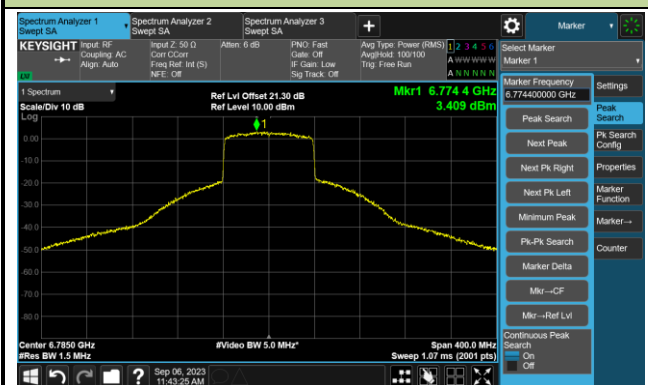 Spectrum Analyzer 1
Swept SA
Spectrum Analyzer 2
Swept SA
Spectrum Analyzer 3
Swept SA
+
Marker
KEYSIGHT
Input: RF
Coupling: AC
Align: Auto
Input Z: 50 Ω
Corr CCorr
Freq Ref: Int (S)
NFE: Off
Atten: 6 dB
PNO: Fast
Gate: Off
IF Gain: Low
Sig Track: Off
Avg Type: Power (RMS)
Avg|Hold: 100/100
Trig: Free Run
1 2 3 4 5 6
A W W W W W
A N N N N N
Select Marker
Marker 1
LXI
1 Spectrum
Scale/Div 10 dB
Log
Ref Lvl Offset 21.30 dB
Ref Level 10.00 dBm
Mkr1 6.774 4 GHz
3.409 dBm
1
0.00
-10.0
-20.0
-30.0
-40.0
-50.0
-60.0
-70.0
-80.0
Center 6.7850 GHz
#Res BW 1.5 MHz
#Video BW 5.0 MHz*
Span 400.0 MHz
Sweep 1.07 ms (2001 pts)
Marker Frequency
6.774400000 GHz
Peak Search
Next Peak
Next Pk Right
Next Pk Left
Minimum Peak
Pk-Pk Search
Marker Delta
Mkr→CF
Mkr→Ref Lvl
Continuous Peak
Search
On
Off
Settings
Peak
Search
Pk Search
Config
Properties
Marker
Function
Marker→
Counter
?
Sep 06, 2023
11:43:25 AM